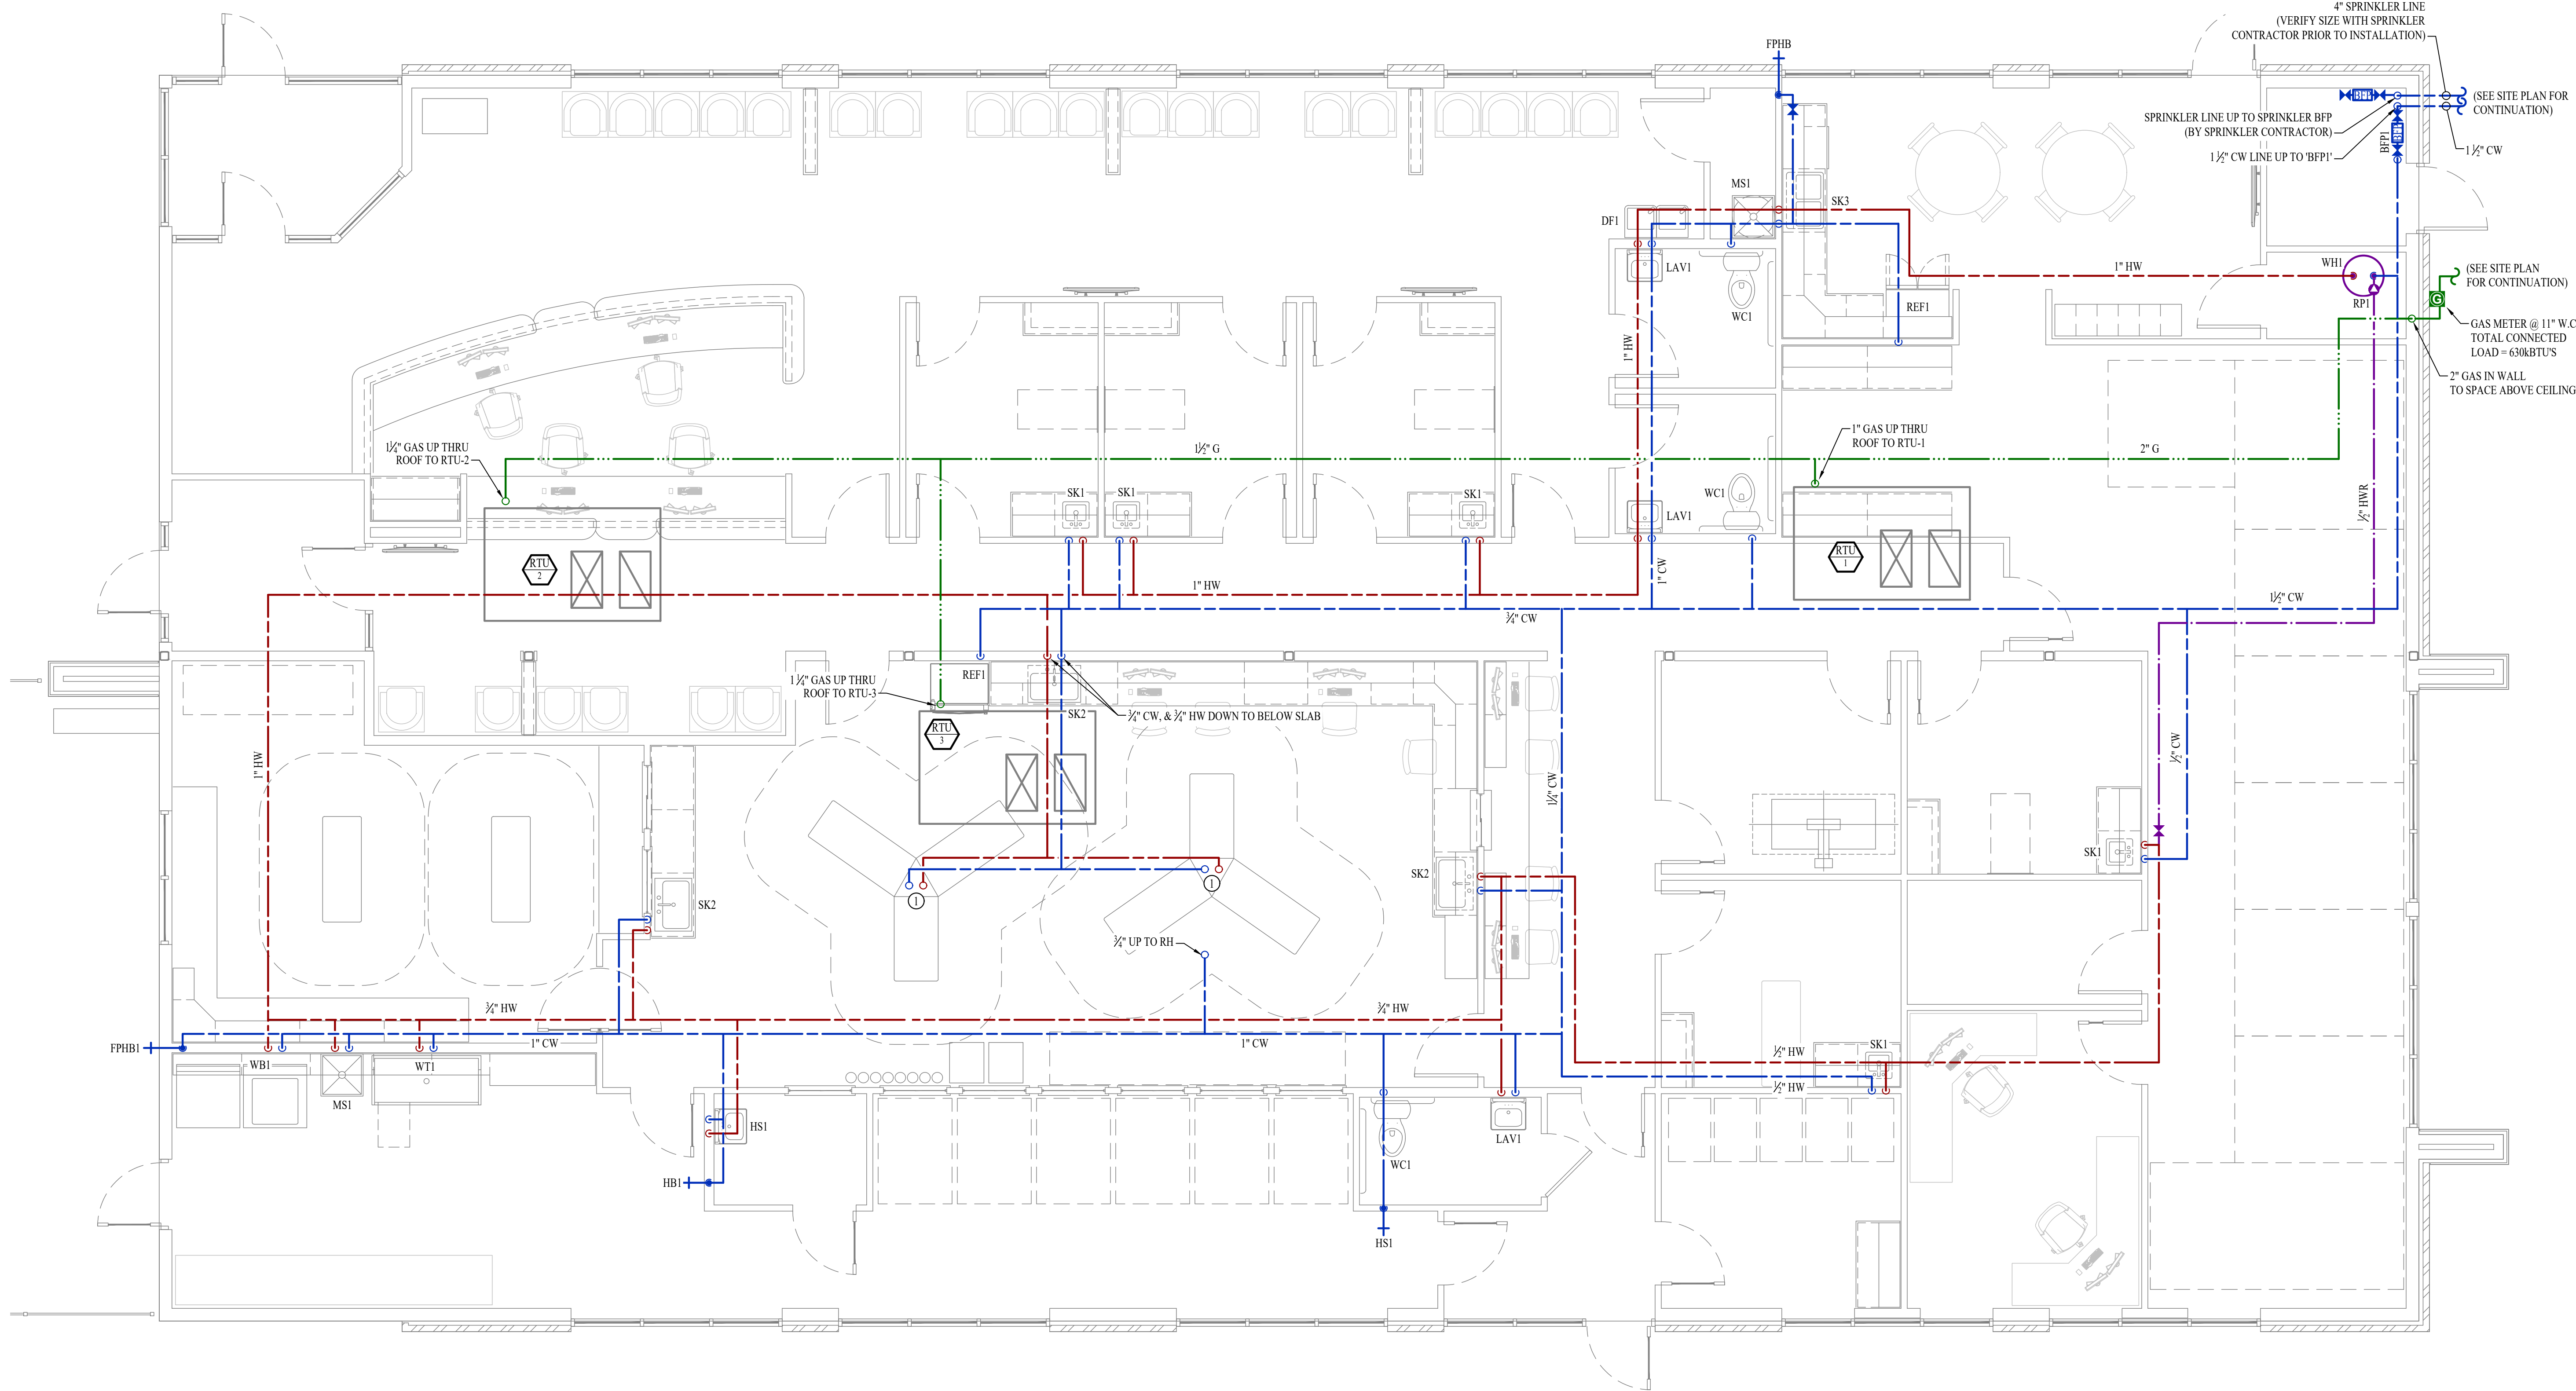 4" SPRINKLER LINE
(VERIFY SIZE WITH SPRINKLER
CONTRACTOR PRIOR TO INSTALLATION)
FPHB
BFP
(SEE SITE PLAN FOR
CONTINUATION)
SPRINKLER LINE UP TO SPRINKLER BFP
(BY SPRINKLER CONTRACTOR)
BFP1
BFP
1 ½" CW
1 ½" CW LINE UP TO 'BFP1'
MS1
SK3
DF1
LAV1
WC1
REF1
1" HW
WH1
RP1
(SEE SITE PLAN
FOR CONTINUATION)
G
GAS METER @ 11" W.C
TOTAL CONNECTED
LOAD = 630kBTU'S
2" GAS IN WALL
TO SPACE ABOVE CEILING
1" HW
1¼" GAS UP THRU
ROOF TO RTU-2
1½" G
1" GAS UP THRU
ROOF TO RTU-1
2" G
SK1
SK1
SK1
WC1
LAV1
½" HWR
RTU
2
RTU
1
1" HW
1" CW
¾" CW
1½" CW
REF1
1 ¼" GAS UP THRU
ROOF TO RTU-3
SK2
¾" CW, & ¾" HW DOWN TO BELOW SLAB
RTU
3
1" HW
1¼" CW
½" CW
SK1
SK2
SK2
1
1
¾" UP TO RH
¾" HW
¾" HW
FPHB1
1" CW
1" CW
WB1
WT1
MS1
½" HW
SK1
½" HW
HS1
LAV1
WC1
HB1
HS1